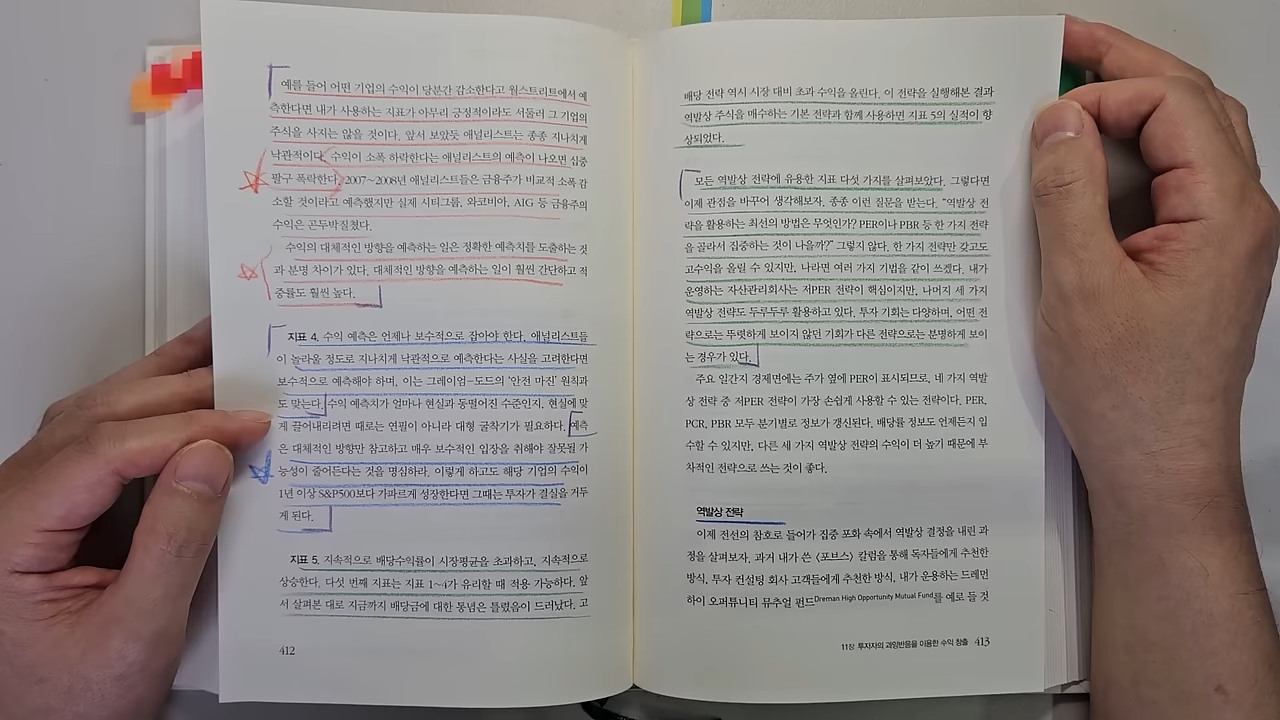 예를 들어 어떤 기업의 수익이 당분간 감소한다고 월스트리트에서 예
측한다면 내가 사용하는 지표가 아무리 긍정적이라도 서둘러 그 기업의
주식을 사지는 않을 것이다. 앞서 보았듯 애널리스트는 종종 지나치게
낙관적이다. 수익이 소폭 하락한다는 애널리스트의 예측이 나오면 십중
팔구 폭락한다. 2007~2008년 애널리스트들은 금융주가 비교적 소폭 감
소할 것이라고 예측했지만 실제 시티그룹, 와코비아, AIG 등 금융주의
수익은 곤두박질쳤다.
수익의 대체적인 방향을 예측하는 일은 정확한 예측치를 도출하는 것
과 분명 차이가 있다. 대체적인 방향을 예측하는 일이 훨씬 간단하고 적
중률도 훨씬 높다.
지표 4. 수익 예측은 언제나 보수적으로 잡아야 한다. 애널리스트들
이 놀라울 정도로 지나치게 낙관적으로 예측한다는 사실을 고려한다면
보수적으로 예측해야 하며, 이는 그레이엄-도드의 '안전 마진' 원칙과
도 맞는다. 수익 예측치가 얼마나 현실과 동떨어진 수준인지, 현실에 맞
게 끌어내리려면 때로는 연필이 아니라 대형 굴착기가 필요하다. 예측
은 대체적인 방향만 참고하고 매우 보수적인 입장을 취해야 잘못될 가
능성이 줄어든다는 것을 명심하라. 이렇게 하고도 해당 기업의 수익이
1년 이상 S&P500보다 가파르게 성장한다면 그때는 투자가 결실을 거두
게 된다.
지표 5. 지속적으로 배당수익률이 시장평균을 초과하고, 지속적으로
상승한다. 다섯 번째 지표는 지표 1~4가 유리할 때 적용 가능하다. 앞
서 살펴본 대로 지금까지 배당금에 대한 통념은 틀렸음이 드러났다. 고
412
배당 전략 역시 시장 대비 초과 수익을 올린다. 이 전략을 실행해본 결과
역발상 주식을 매수하는 기본 전략과 함께 사용하면 지표 5의 실적이 향
상되었다.
모든 역발상 전략에 유용한 지표 다섯 가지를 살펴보았다. 그렇다면
이제 관점을 바꾸어 생각해보자. 종종 이런 질문을 받는다. "역발상 전
략을 활용하는 최선의 방법은 무엇인가? PER이나 PBR 등 한 가지 전략
을 골라서 집중하는 것이 나을까?" 그렇지 않다. 한 가지 전략만 갖고도
고수익을 올릴 수 있지만, 나라면 여러 가지 기법을 같이 쓰겠다. 내가
운영하는 자산관리회사는 저PER 전략이 핵심이지만, 나머지 세 가지
역발상 전략도 두루두루 활용하고 있다. 투자 기회는 다양하며, 어떤 전
략으로는 뚜렷하게 보이지 않던 기회가 다른 전략으로는 분명하게 보이
는 경우가 있다.
주요 일간지 경제면에는 주가 옆에 PER이 표시되므로, 네 가지 역발
상 전략 중 저PER 전략이 가장 손쉽게 사용할 수 있는 전략이다. PER,
PCR, PBR 모두 분기별로 정보가 갱신된다. 배당률 정보도 언제든지 입
수할 수 있지만, 다른 세 가지 역발상 전략의 수익이 더 높기 때문에 부
차적인 전략으로 쓰는 것이 좋다.
역발상 전략
이제 전선의 참호로 들어가 집중 포화 속에서 역발상 결정을 내린 과
정을 살펴보자. 과거 내가 쓴 〈포브스〉 칼럼을 통해 독자들에게 추천한
방식, 투자 컨설팅 회사 고객들에게 추천한 방식, 내가 운용하는 드레먼
하이 오퍼튜니티 뮤추얼 펀드Dreman High Opportunity Mutual Fund를 예로 들 것
11장 투자자의 과잉반응을 이용한 수익 창출 413